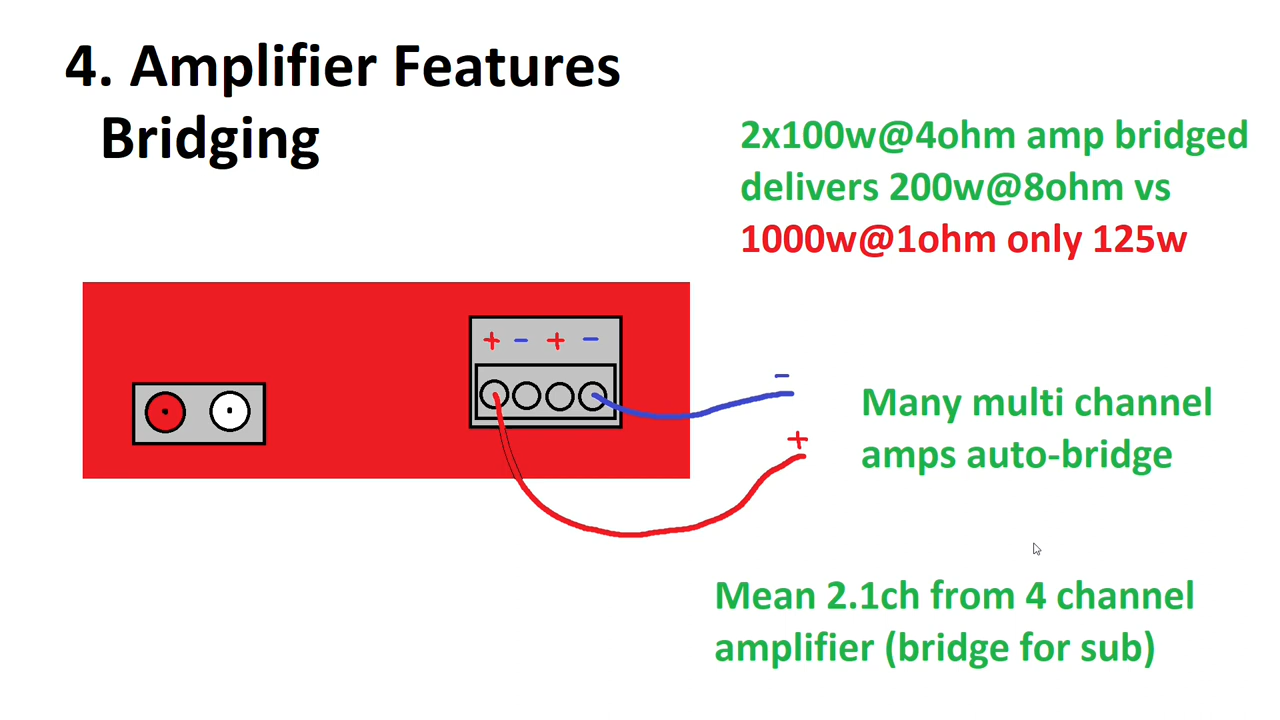 4. Amplifier Features
Bridging
2x100w@4ohm amp bridged
delivers 200w@8ohm vs
1000w@1ohm only 125w
+ - + -
-
+
Many multi channel
amps auto-bridge
Mean 2.1ch from 4 channel
amplifier (bridge for sub)